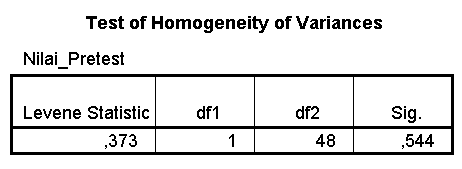 Test of Homogeneity of Variances
Nilai_Pretest
Levene Statistic df1 df2 Sig.
,373 1 48 ,544